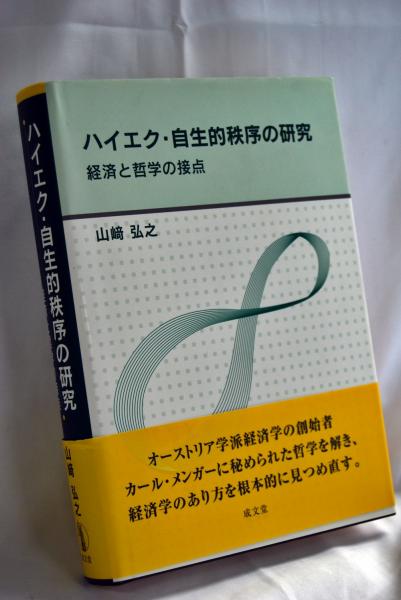 ハイエク・自生的秩序の研究
経済と哲学の接点
山﨑 弘之
オーストリア学派経済学の創始者
カール・メンガーに秘められた哲学を解き、
経済学のあり方を根本的に見つめ直す。
成文堂
ハイエク・自生的秩序の研究
山﨑 弘之